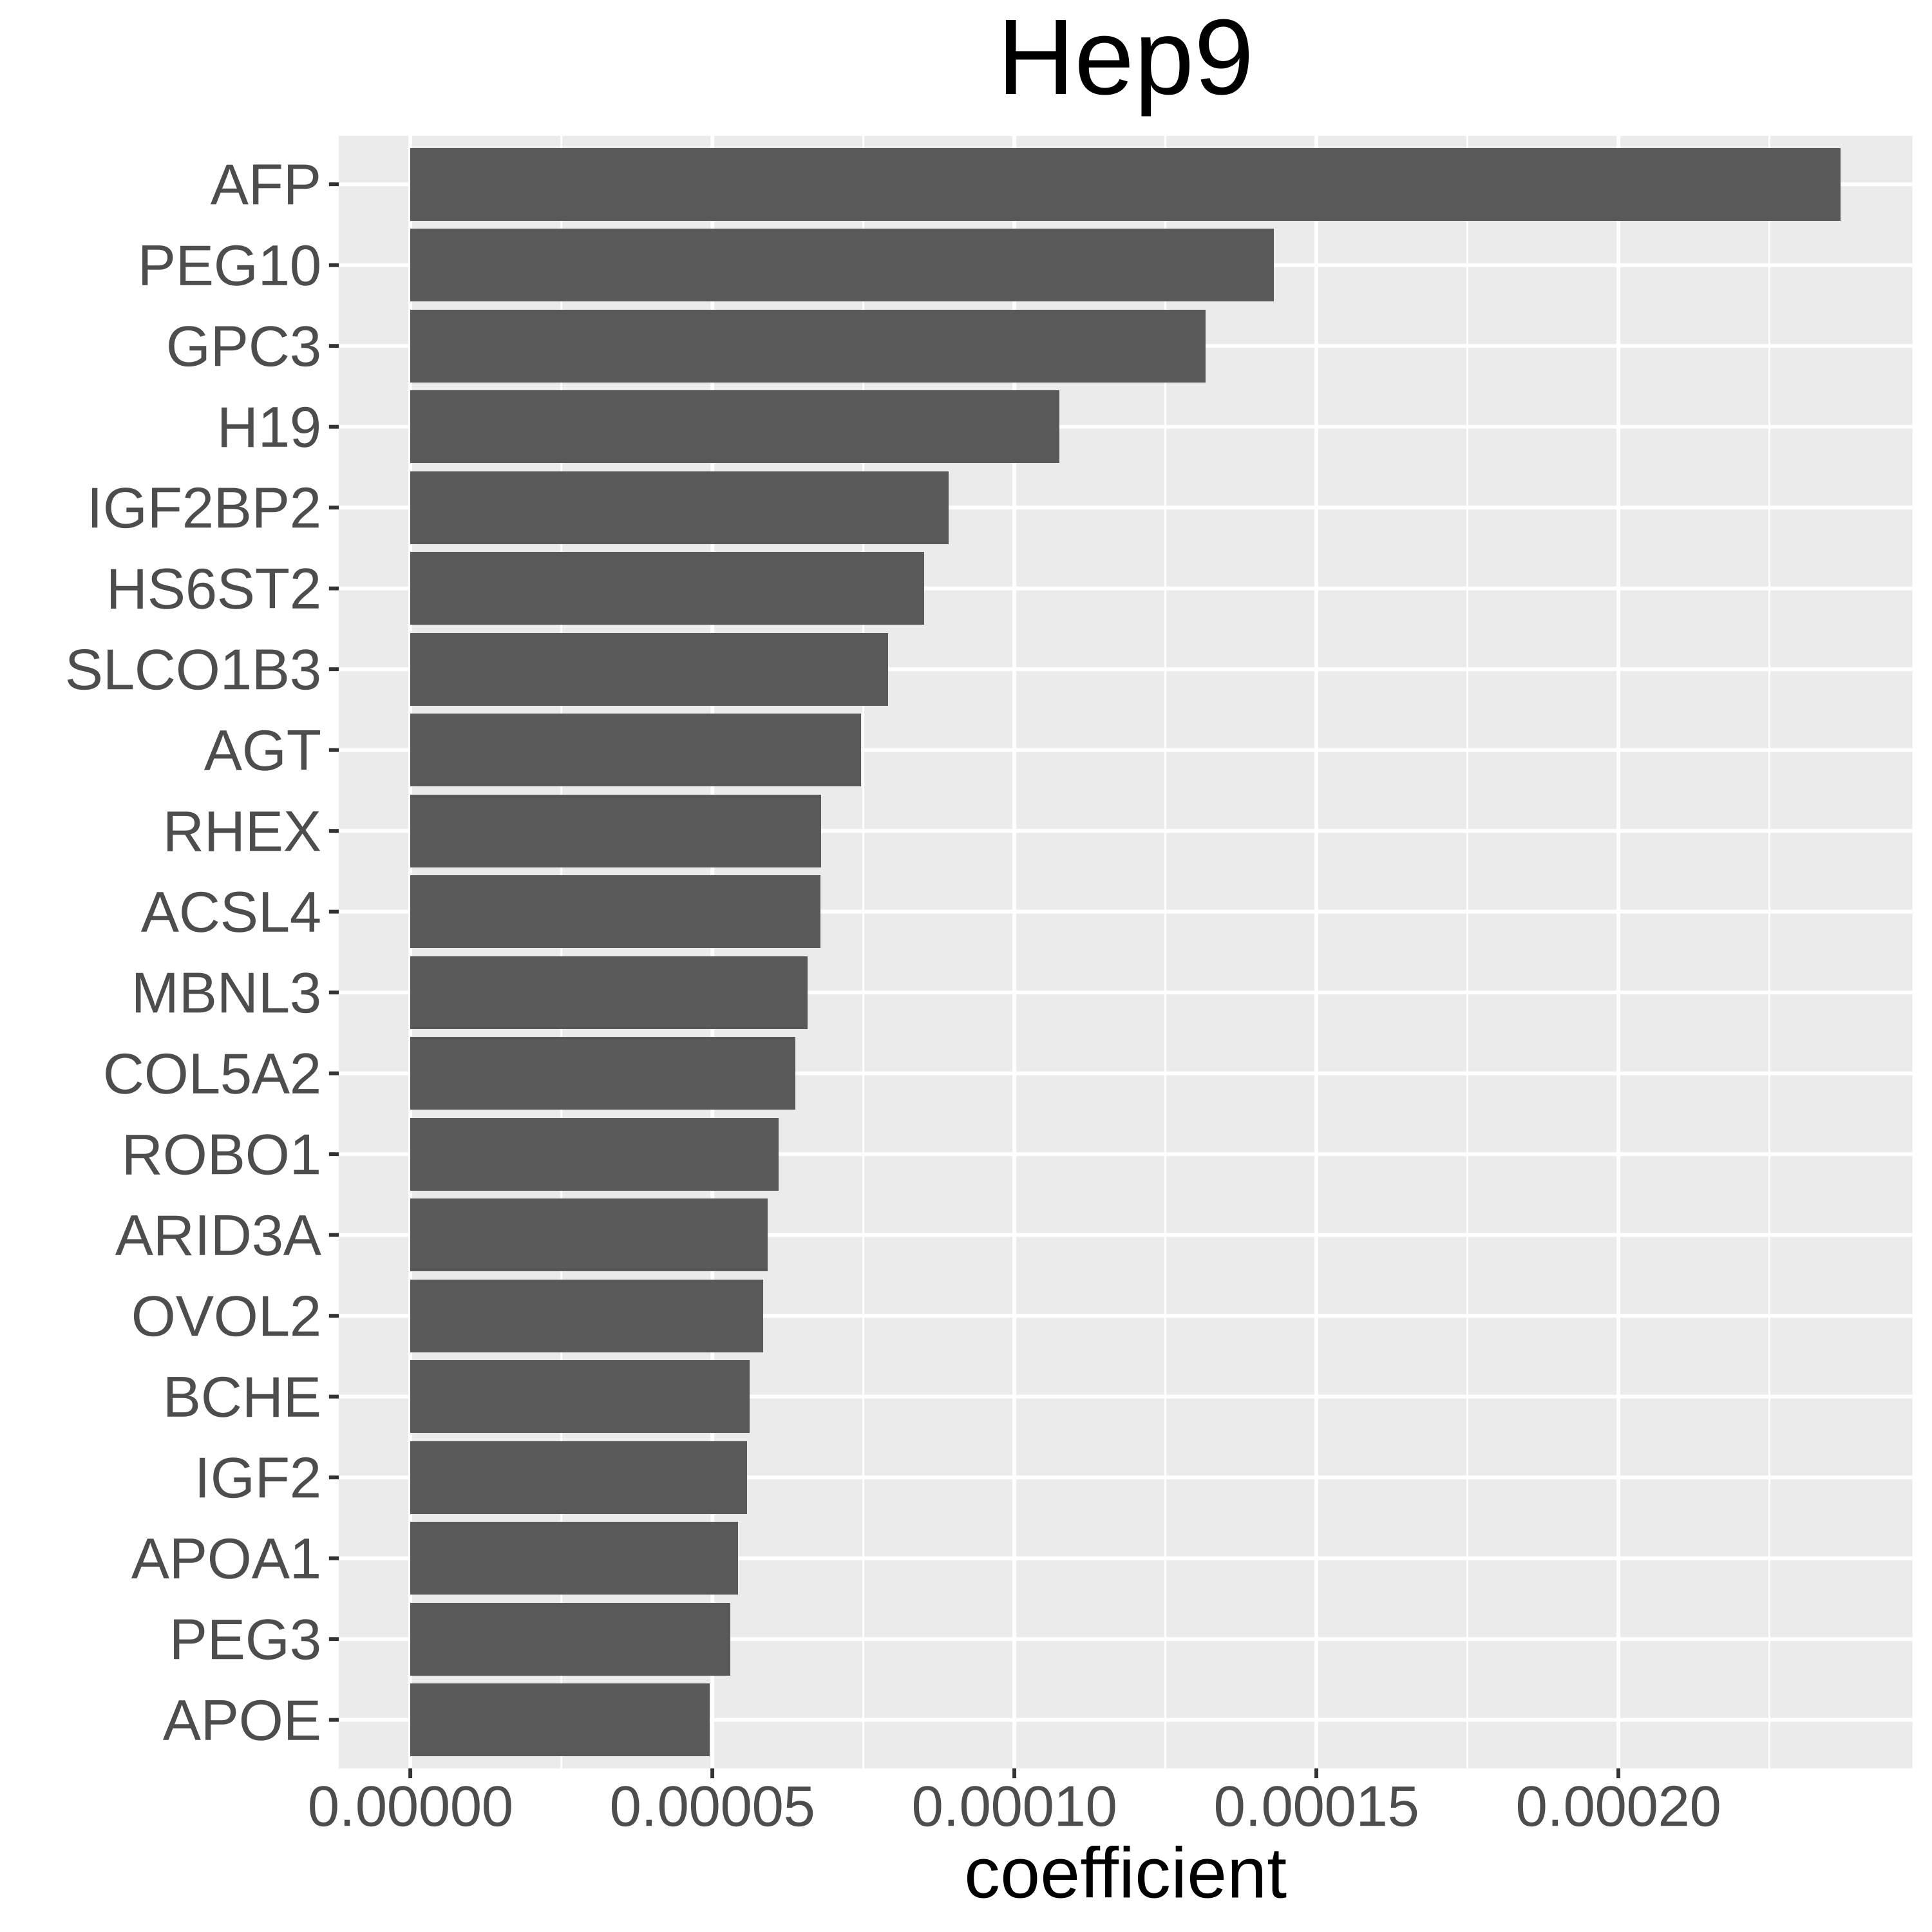 Hep9
AFP
PEG10
GPC3
H19
IGF2BP2
HS6ST2
SLCO1B3
AGT
RHEX
ACSL4
MBNL3
COL5A2
ROBO1
ARID3A
OVOL2
BCHE
IGF2
APOA1
PEG3
APOE
0.00000 0.00005 0.00010 0.00015 0.00020
coefficient